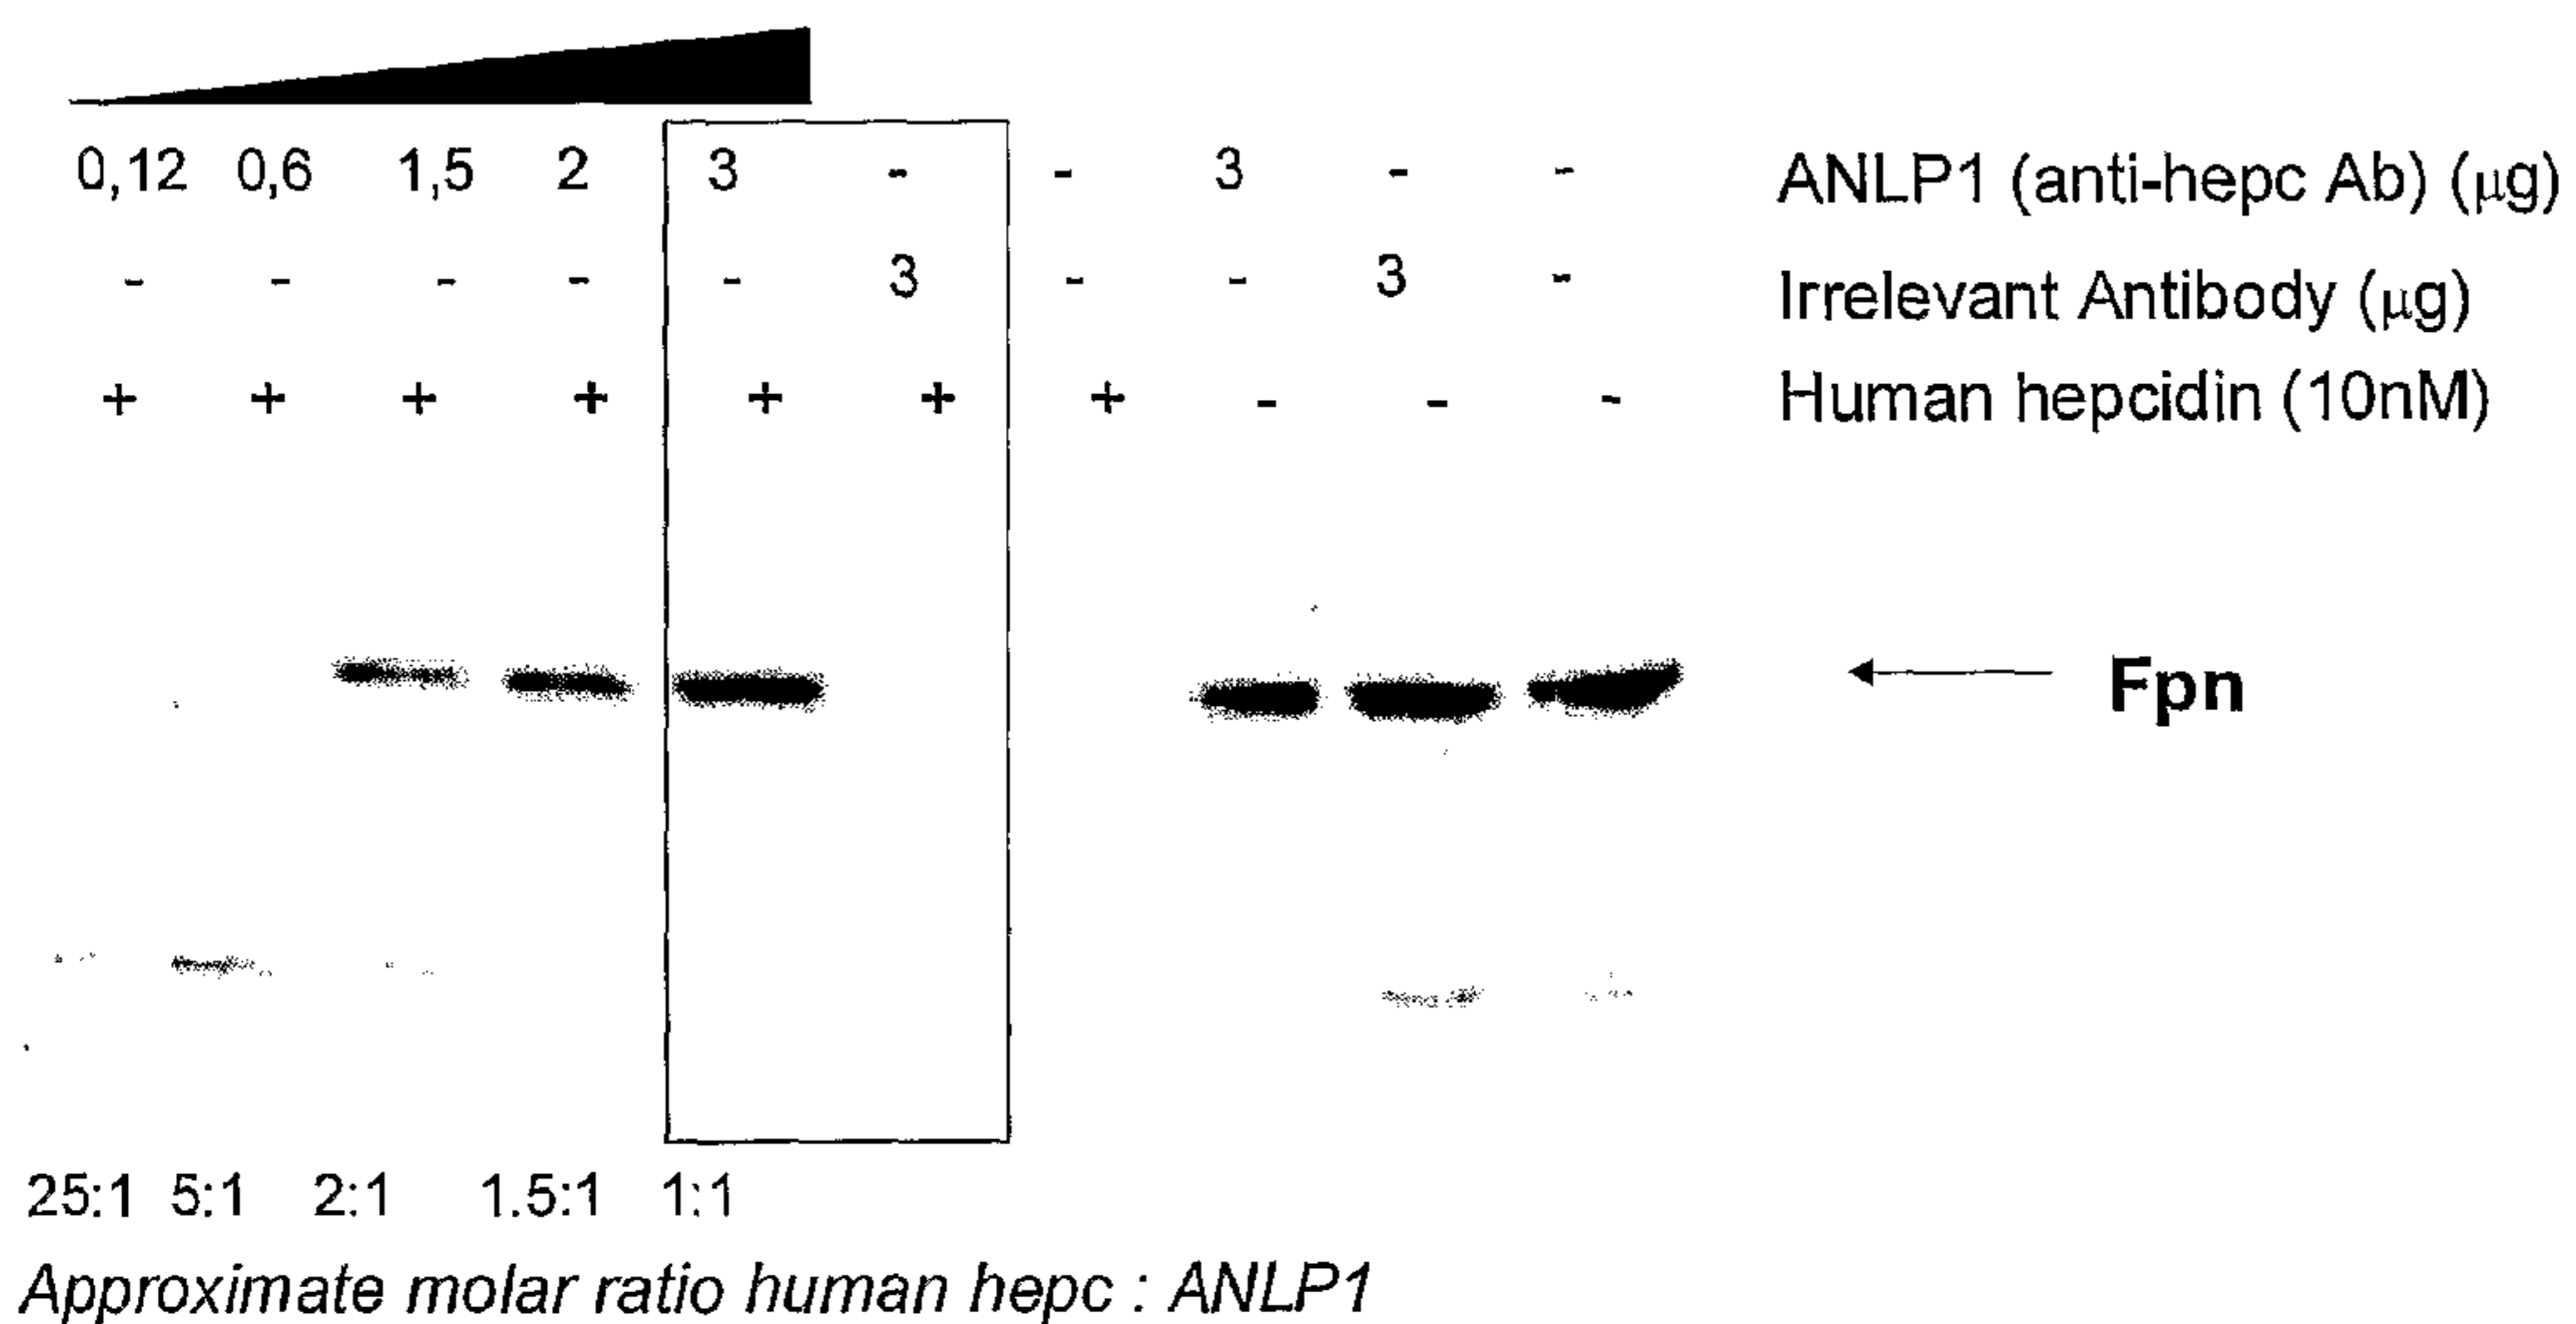 0,12 0,6 1,5 2 3 - - 3 - - ANLP1 (anti-hepc Ab) (μg)
- - - - - 3 - - 3 - Irrelevant Antibody (μg)
+ + + + + + + - - - Human hepcidin (10nM)
Fpn
25:1 5:1 2:1 1.5:1 1:1
Approximate molar ratio human hepc : ANLP1